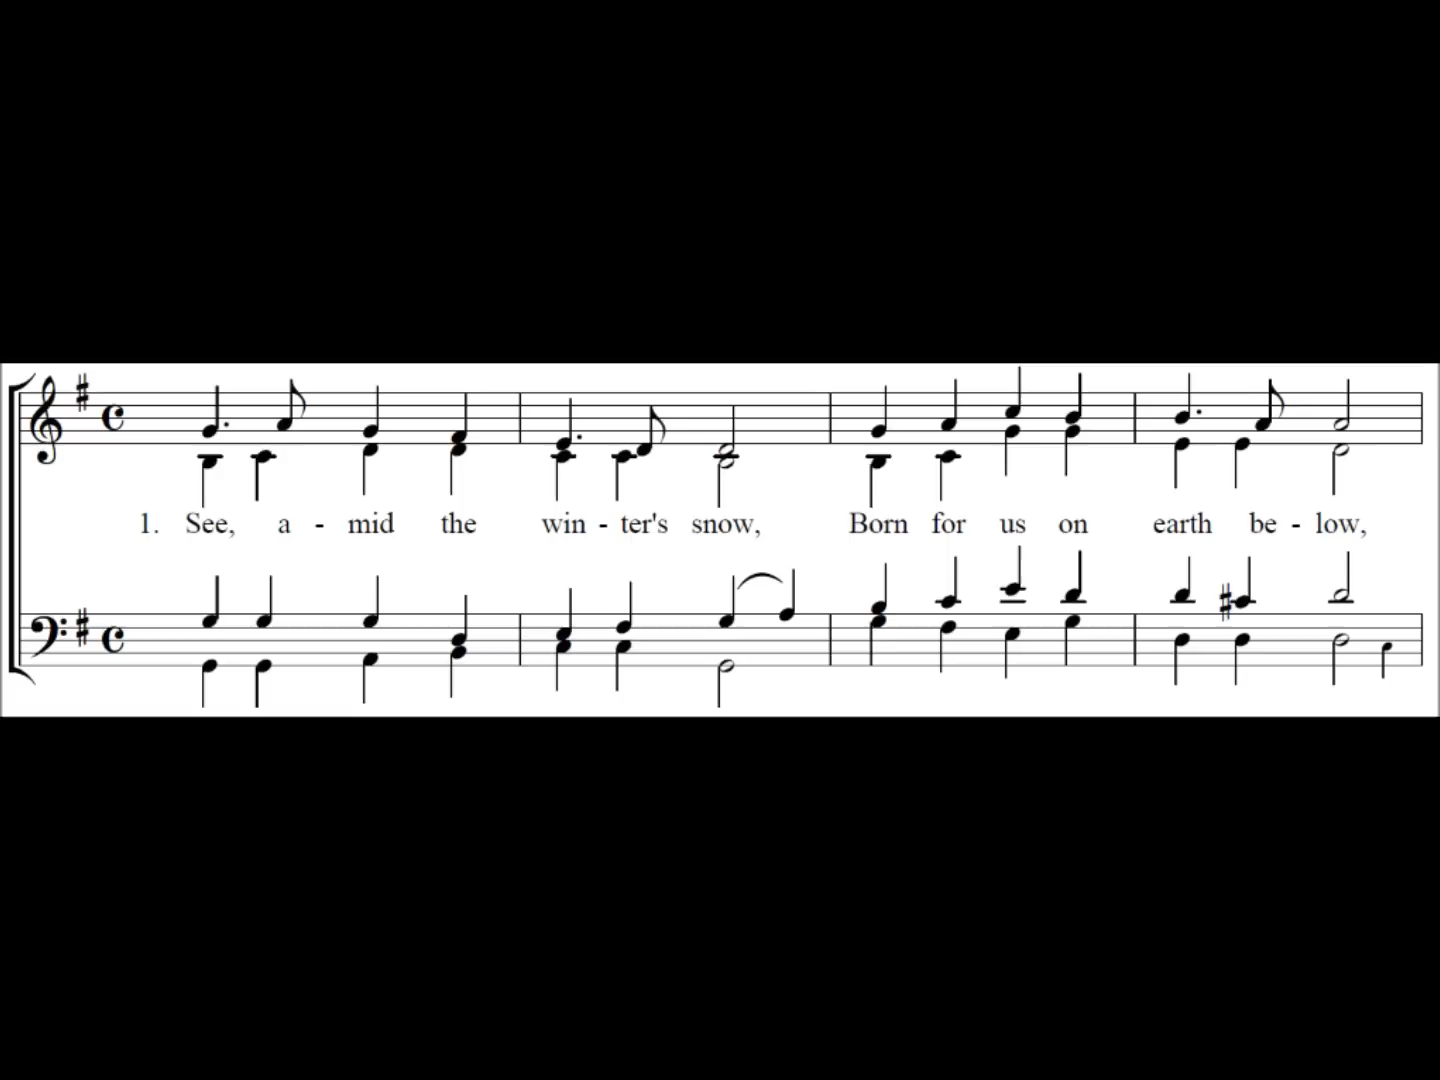 1. See, a - mid the win - ter's snow, Born for us on earth be - low,